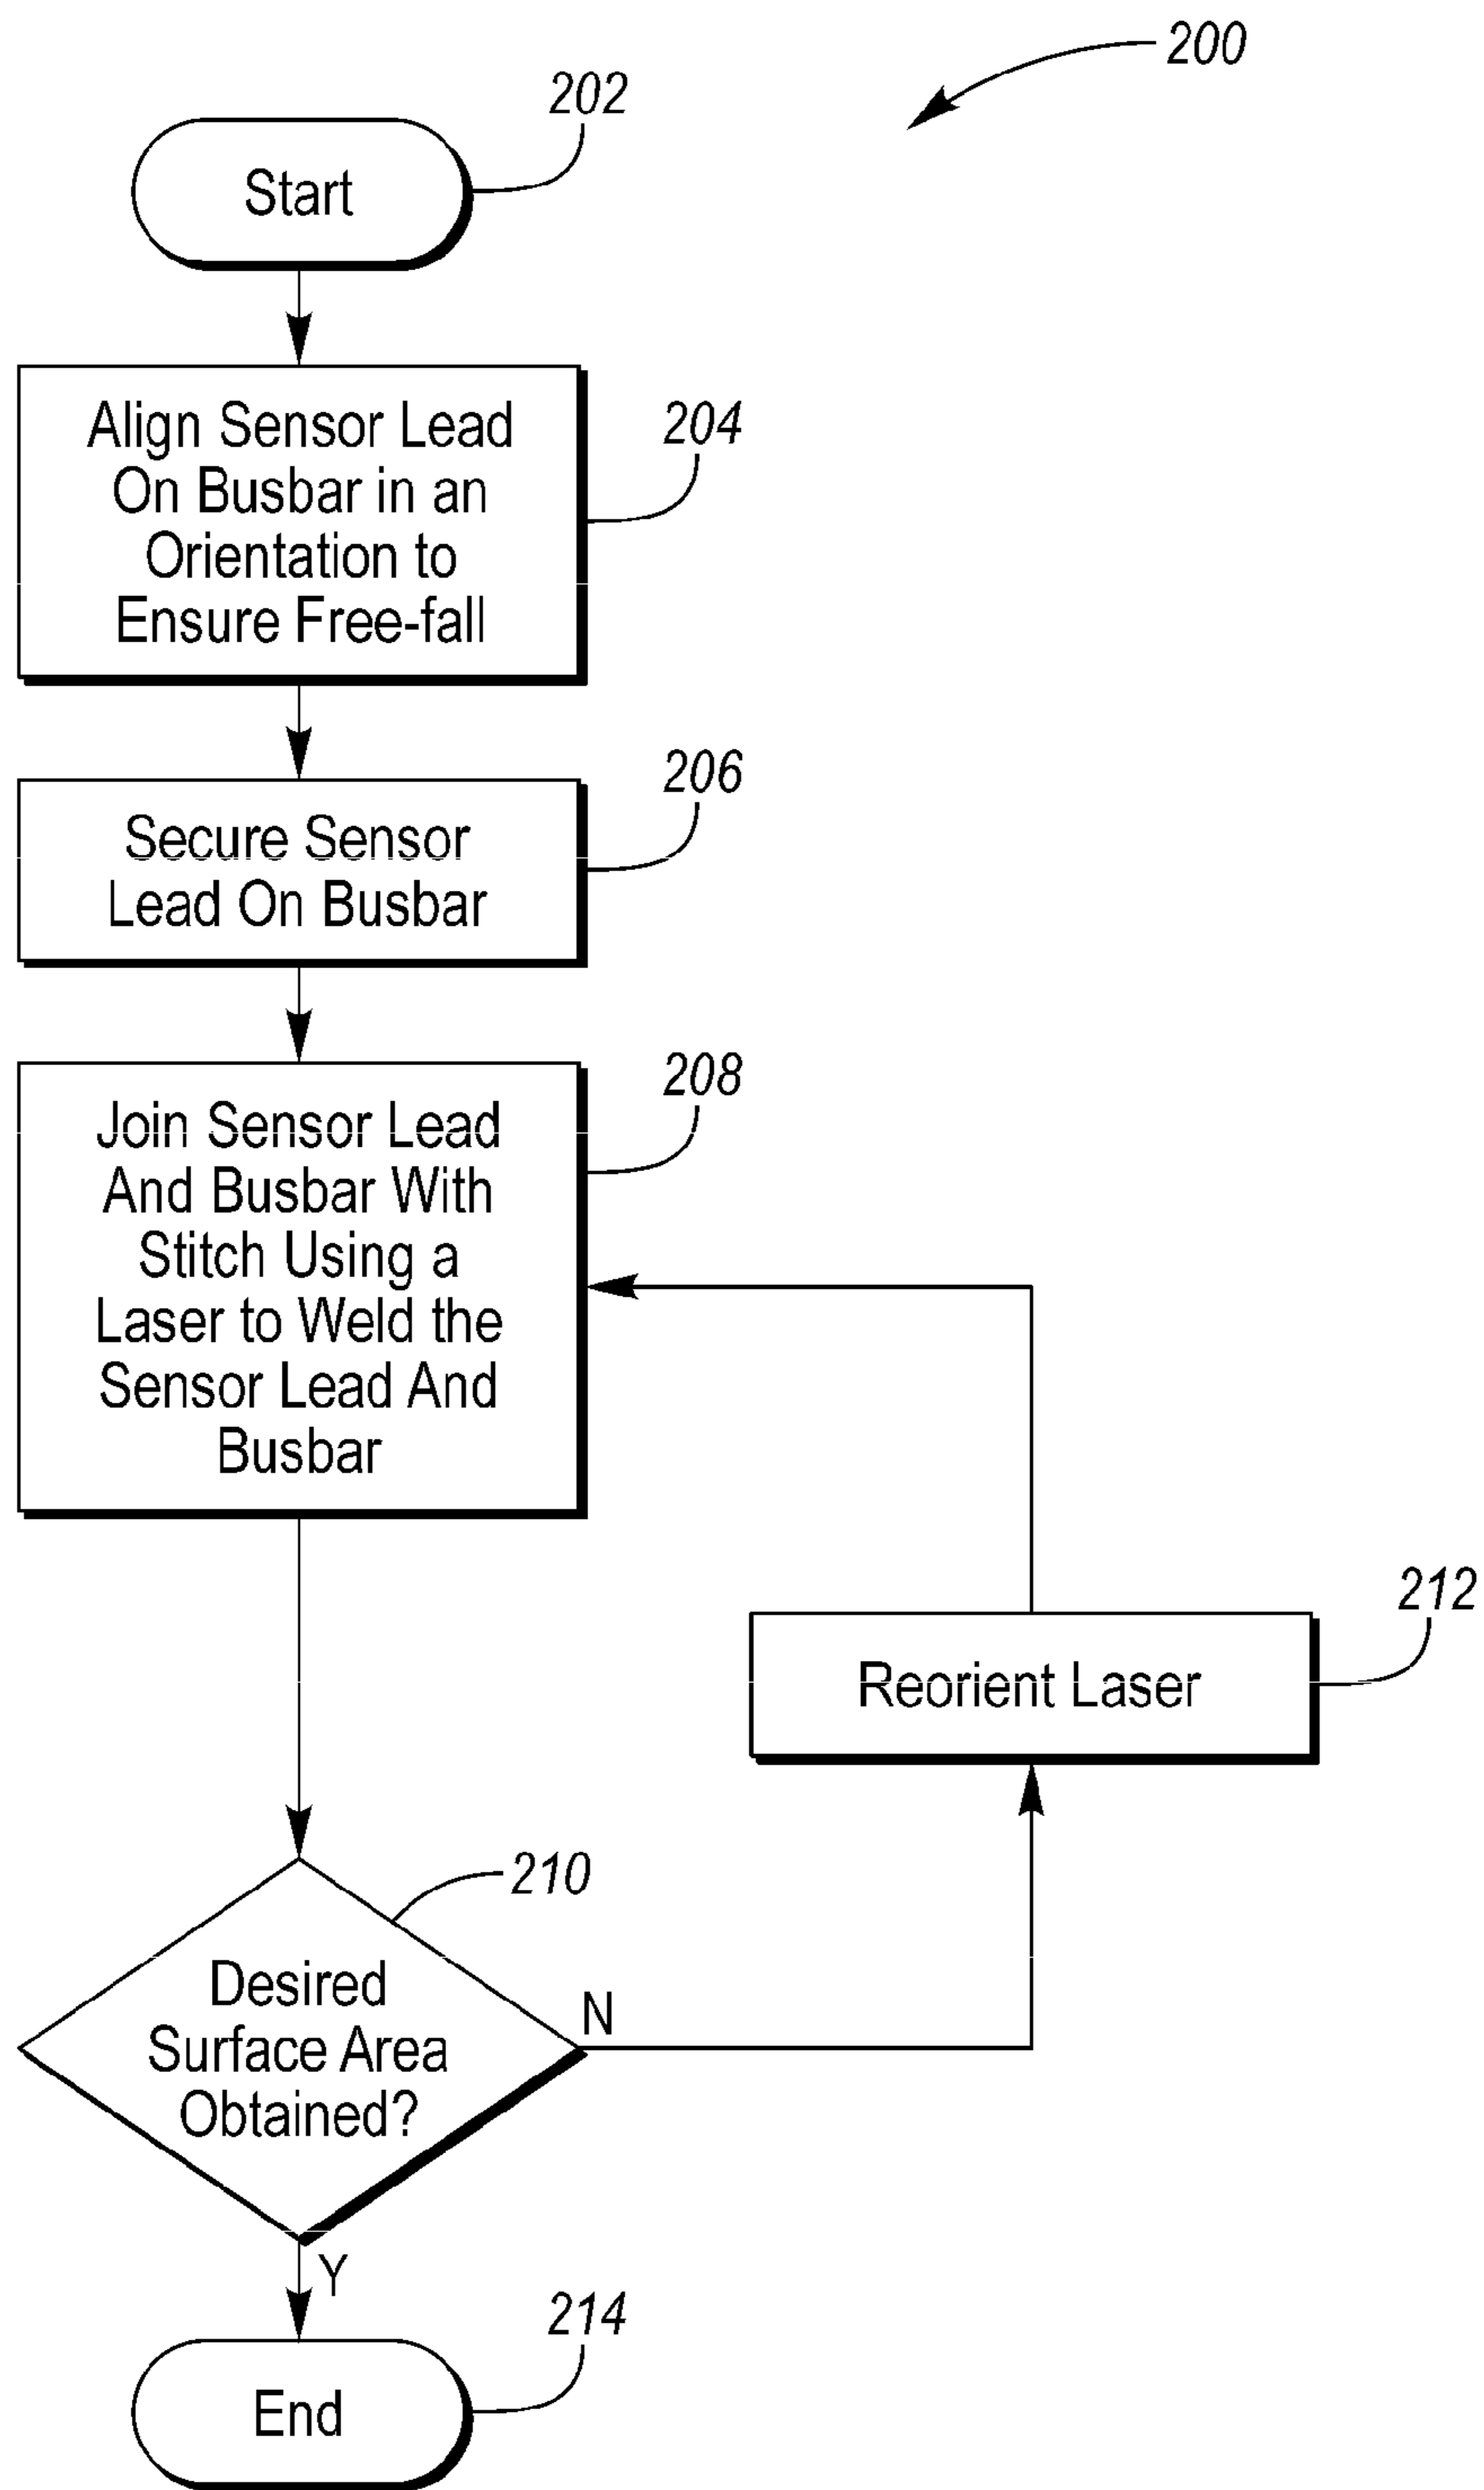 200
202
Start
204
Align Sensor Lead
On Busbar in an
Orientation to
Ensure Free-fall
206
Secure Sensor
Lead On Busbar
208
Join Sensor Lead
And Busbar With
Stitch Using a
Laser to Weld the
Sensor Lead And
Busbar
212
Reorient Laser
210
Desired
Surface Area
Obtained?
N
Y
214
End